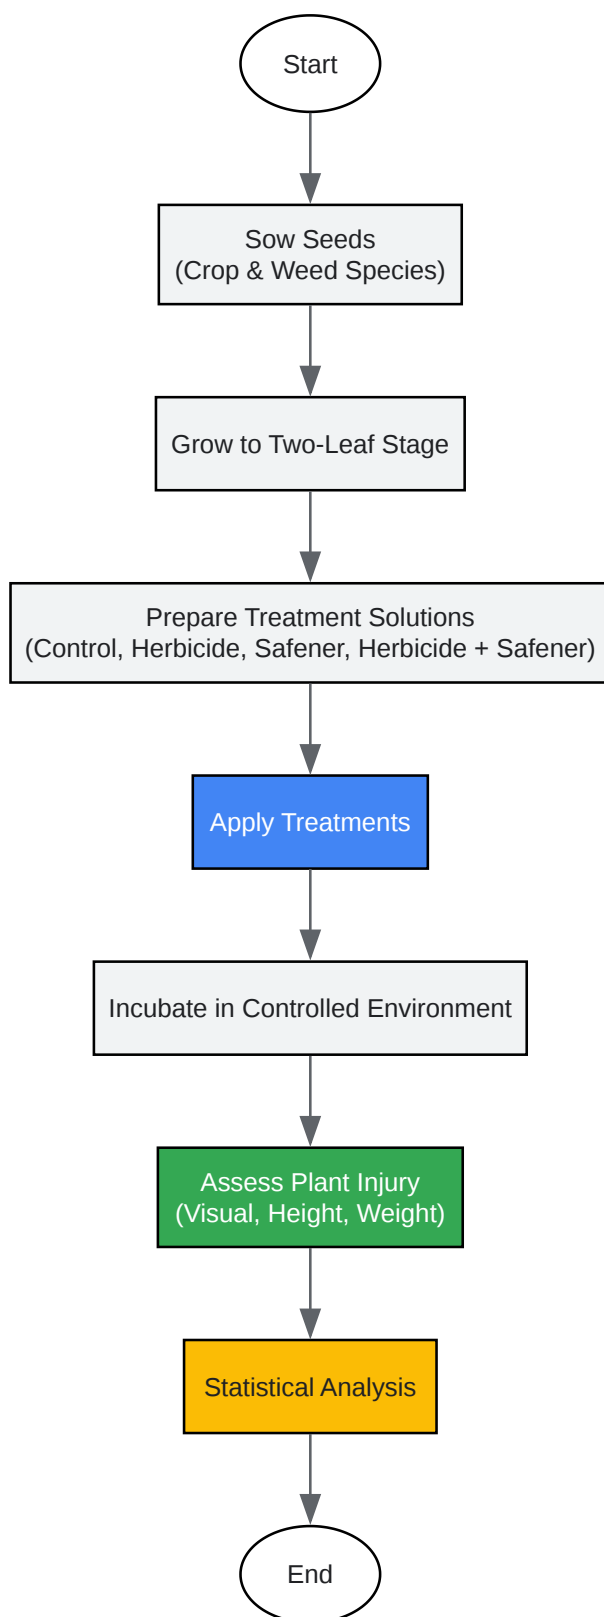 Start
Sow Seeds
(Crop & Weed Species)
Grow to Two-Leaf Stage
Prepare Treatment Solutions
(Control, Herbicide, Safener, Herbicide + Safener)
Apply Treatments
Incubate in Controlled Environment
Assess Plant Injury
(Visual, Height, Weight)
Statistical Analysis
End